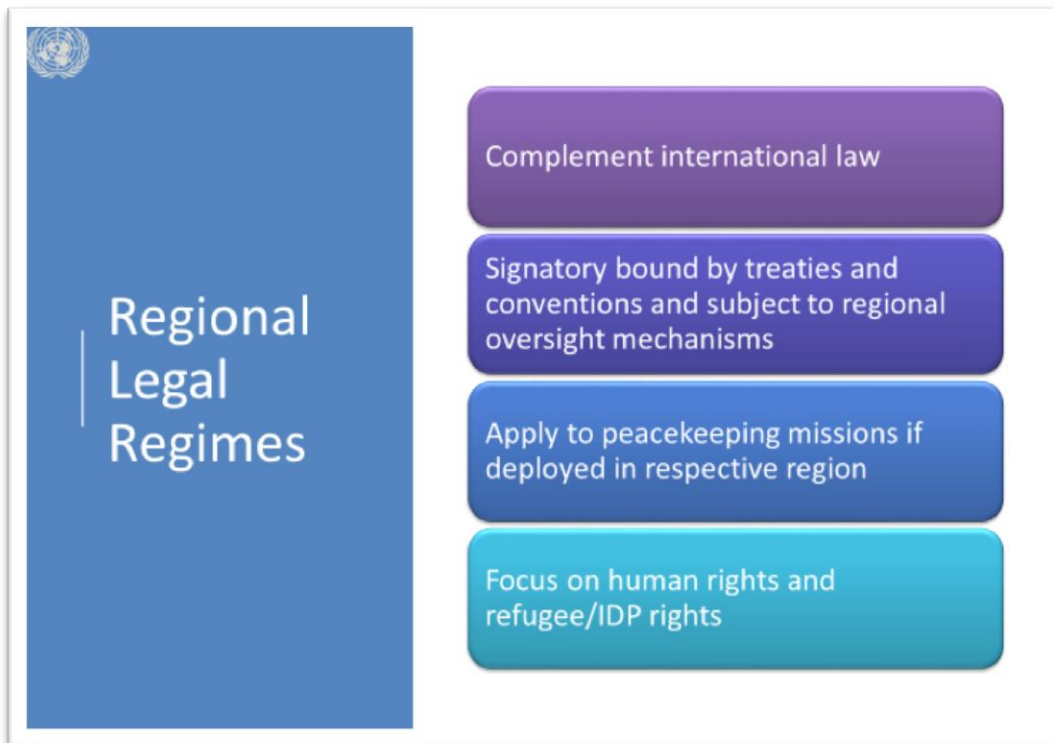 Regional
Legal
Regimes
Complement international law
Signatory bound by treaties and
conventions and subject to regional
oversight mechanisms
Apply to peacekeeping missions if
deployed in respective region
Focus on human rights and
refugee/IDP rights